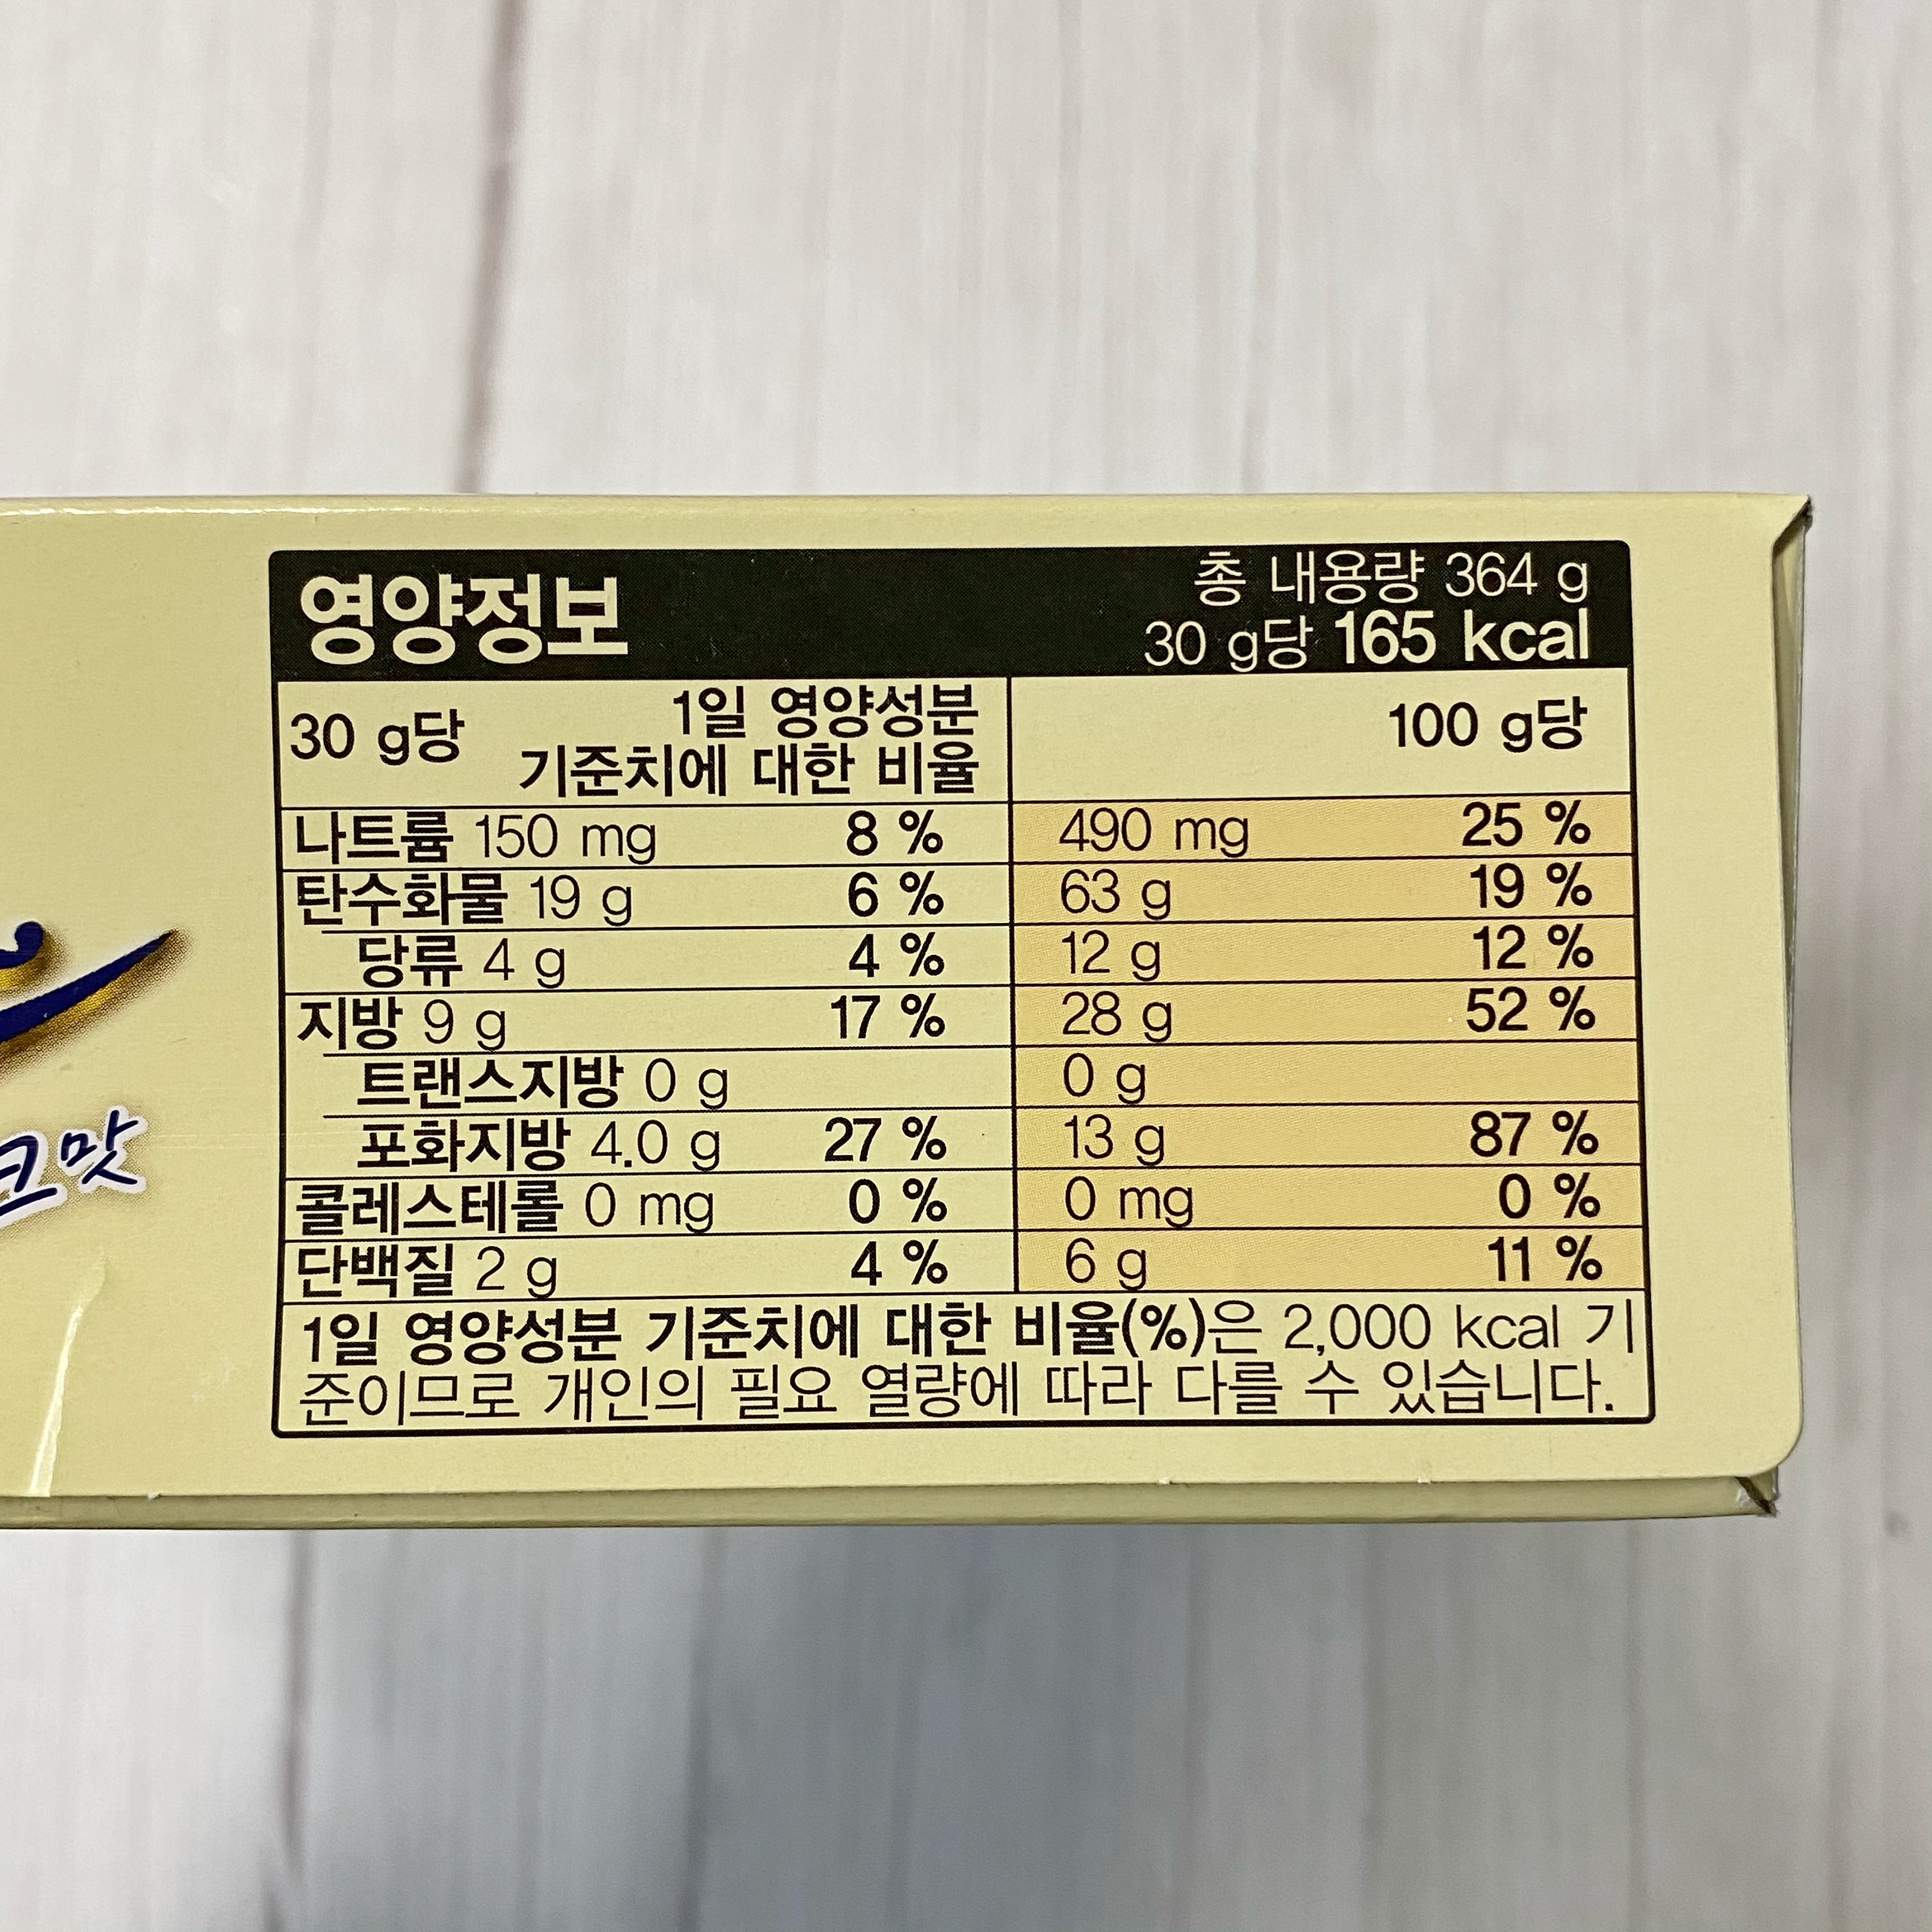 영양정보
총 내용량 364 g
30 g당 165 kcal
30 g당 1일 영양성분 기준치에 대한 비율 100 g당
나트륨 150 mg 8 % 490 mg 25 %
탄수화물 19 g 6 % 63 g 19 %
당류 4 g 4 % 12 g 12 %
지방 9 g 17 % 28 g 52 %
트랜스지방 0 g 0 g
포화지방 4.0 g 27 % 13 g 87 %
콜레스테롤 0 mg 0 % 0 mg 0 %
단백질 2 g 4 % 6 g 11 %
1일 영양성분 기준치에 대한 비율(%)은 2,000 kcal 기
준이므로 개인의 필요 열량에 따라 다를 수 있습니다.
크맛